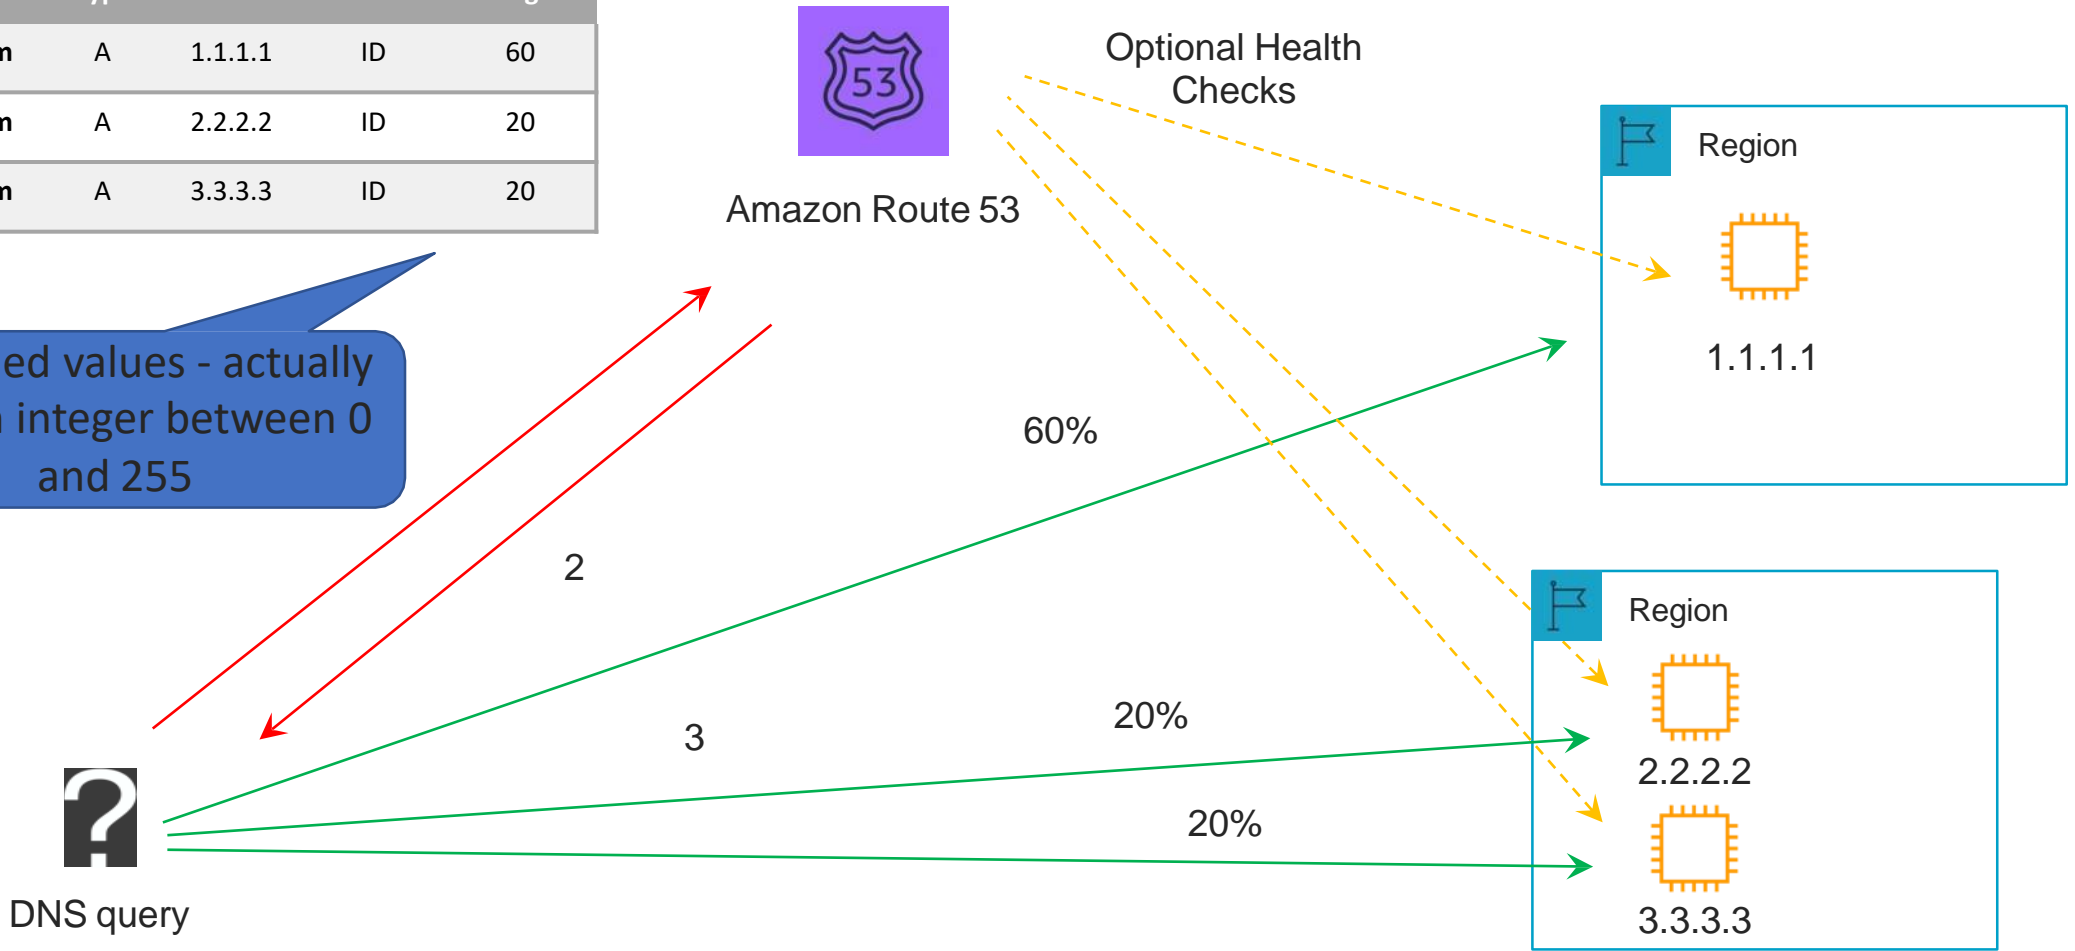 m A 1.1.1.1 ID 60
m A 2.2.2.2 ID 20
m A 3.3.3.3 ID 20
ed values - actually
integer between 0
and 255
53
Amazon Route 53
Optional Health
Checks
Region
1.1.1.1
60%
2
Region
3
20%
2.2.2.2
20%
3.3.3.3
DNS query